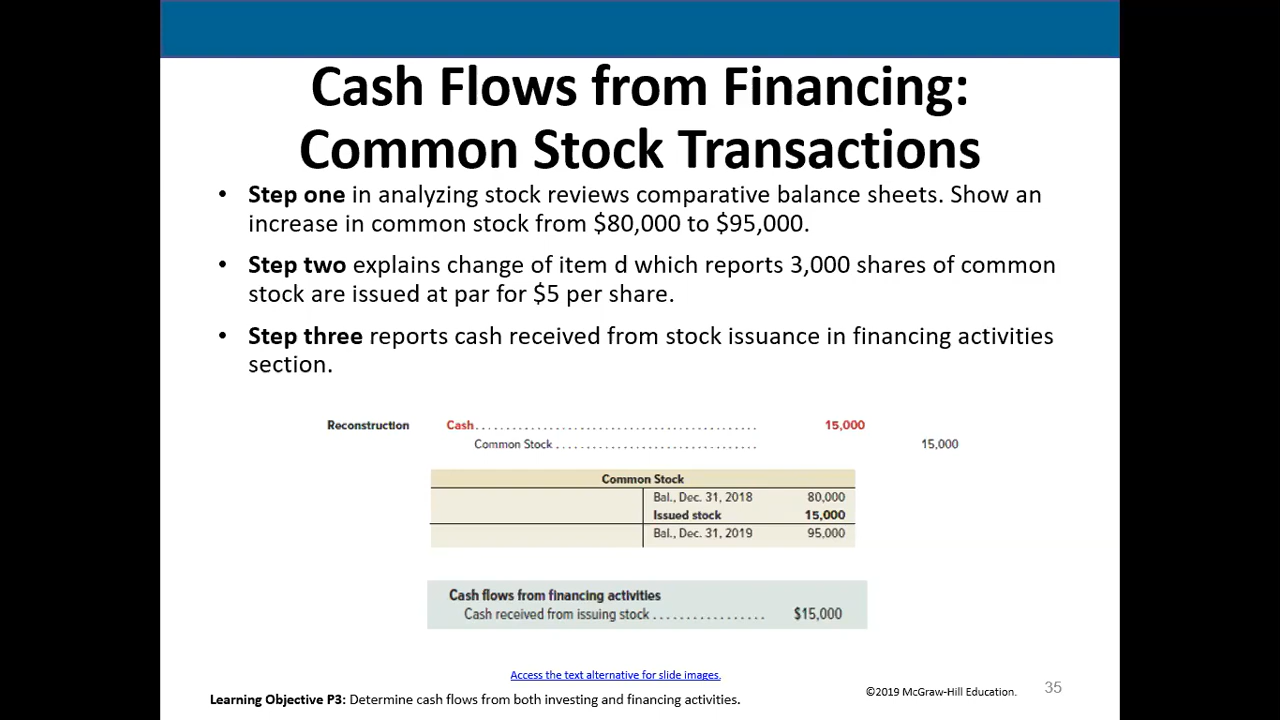 Cash Flows from Financing:
Common Stock Transactions
• Step one in analyzing stock reviews comparative balance sheets. Show an
increase in common stock from $80,000 to $95,000.
• Step two explains change of item d which reports 3,000 shares of common
stock are issued at par for $5 per share.
• Step three reports cash received from stock issuance in financing activities
section.
Reconstruction Cash............................................ 15,000
Common Stock............................... 15,000
Common Stock
Bal., Dec. 31, 2018 80,000
Issued stock 15,000
Bal., Dec. 31, 2019 95,000
Cash flows from financing activities
Cash received from issuing stock................. $15,000
Access the text alternative for slide images.
Learning Objective P3: Determine cash flows from both investing and financing activities.
©2019 McGraw-Hill Education. 35